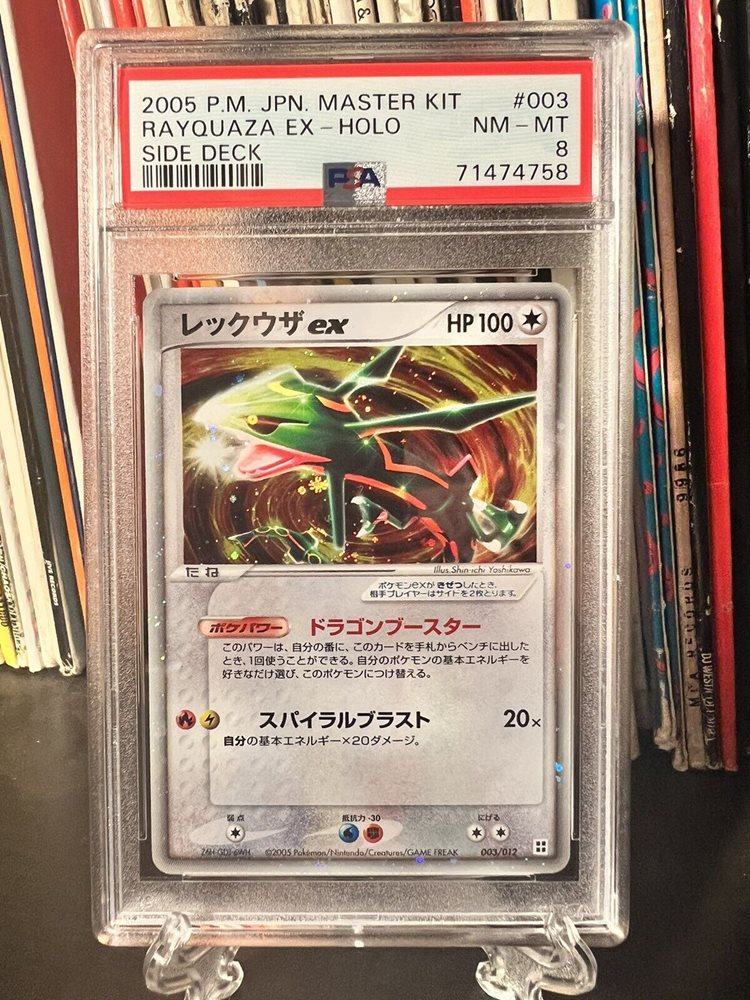 2005 P.M. JPN. MASTER KIT #003
RAYQUAZA EX-HOLO NM-MT
SIDE DECK 8
PSA 71474758
レックウザex HP100
たね
Illus. Shin-ichi Yoshikawa
ポケモンexがきぜつしたとき、
相手プレイヤーはサイドを2枚とります。
ポケパワー ドラゴンブースター
このパワーは、自分の番に、このカードを手札からベンチに出した
とき、1回使うことができる。自分のポケモンの基本エネルギーを
好きなだけ選び、このポケモンにつけ替える。
スパイラルブラスト 20×
自分の基本エネルギー×20ダメージ。
弱点 抵抗力 -30 にげる
©2005 Pokémon/Nintendo/Creatures/GAME FREAK 003/012
9966
MCA RECORDS